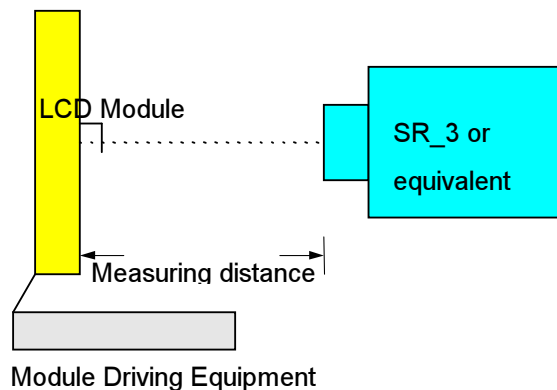 LCD Module
SR_3 or
equivalent
Measuring distance
Module Driving Equipment